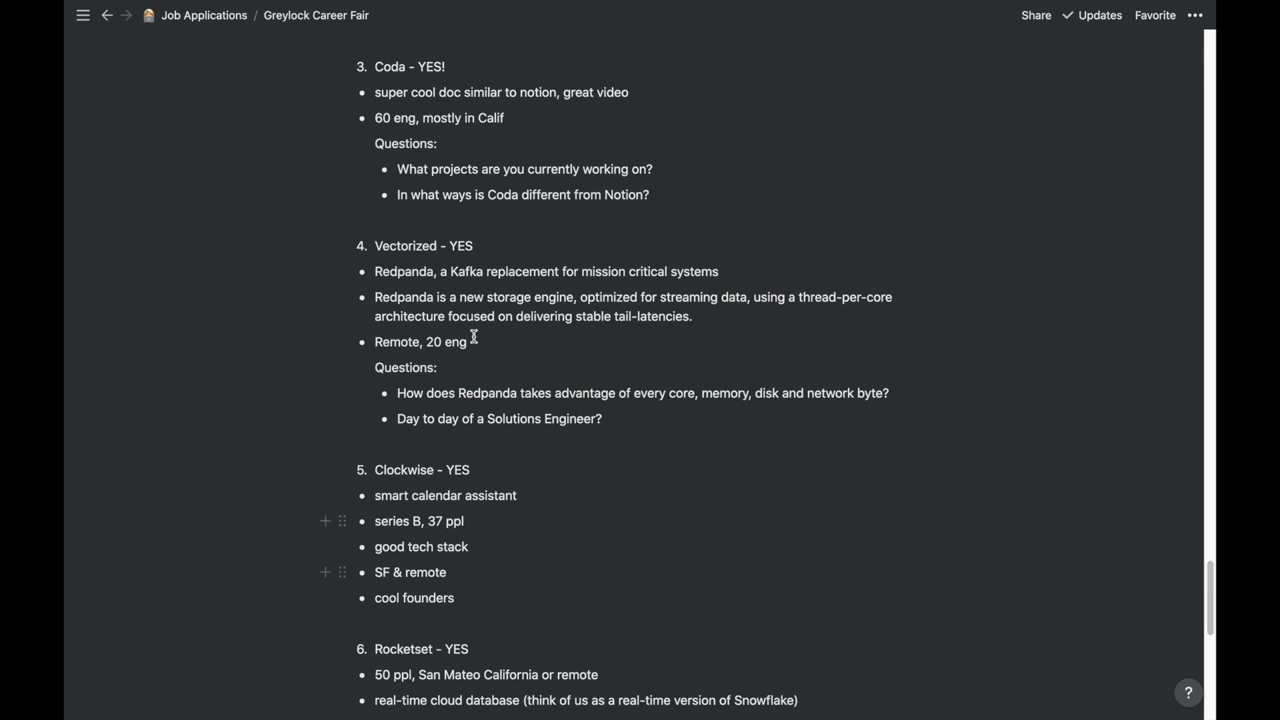 Job Applications / Greylock Career Fair
Share Updates Favorite
3. Coda - YES!
• super cool doc similar to notion, great video
• 60 eng, mostly in Calif
Questions:
• What projects are you currently working on?
• In what ways is Coda different from Notion?
4. Vectorized - YES
• Redpanda, a Kafka replacement for mission critical systems
• Redpanda is a new storage engine, optimized for streaming data, using a thread-per-core
architecture focused on delivering stable tail-latencies.
• Remote, 20 eng
Questions:
• How does Redpanda takes advantage of every core, memory, disk and network byte?
• Day to day of a Solutions Engineer?
5. Clockwise - YES
• smart calendar assistant
• series B, 37 ppl
• good tech stack
• SF & remote
• cool founders
6. Rocketset - YES
• 50 ppl, San Mateo California or remote
• real-time cloud database (think of us as a real-time version of Snowflake)
?